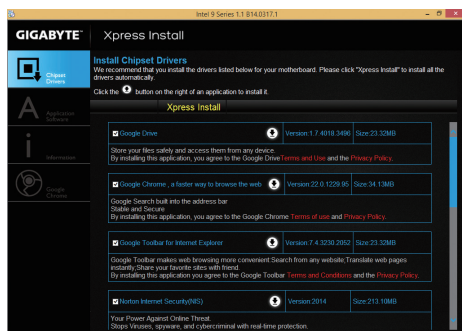 Intel 9 Series 1.1 B14.0317.1
GIGABYTE™ Xpress Install
Chipset
Drivers
Application
Software
Information
Google
Chrome
Install Chipset Drivers
We recommend that you install the drivers listed below for your motherboard. Please click "Xpress Install" to install all the
drivers automatically.
Click the button on the right of an application to install it.
Xpress Install
Google Drive Version:1.7.4018.3496 Size:23.32MB
Store your files safely and access them from any device.
By installing this application, you agree to the Google DriveTerms and Use and the Privacy Policy.
Google Chrome , a faster way to browse the web Version:22.0.1229.95 Size:34.13MB
Google Search built into the address bar
Stable and Secure
By installing this application, you agree to the Google Chrome Terms of use and Privacy Policy.
Google Toolbar for Internet Explorer Version:7.4.3230.2052 Size:23.32MB
Google Toolbar makes web browsing more convenient:Search from any website;Translate web pages
instantly;Share your favorite sites with friend.
By installing this application you agree to the Google Toolbar Terms and Conditions and the Privacy Policy.
Norton Internet Security(NIS) Version:2014 Size:213.10MB
Your Power Against Online Threat.
Stops Viruses, spyware, and cybercriminal with real-time protection.